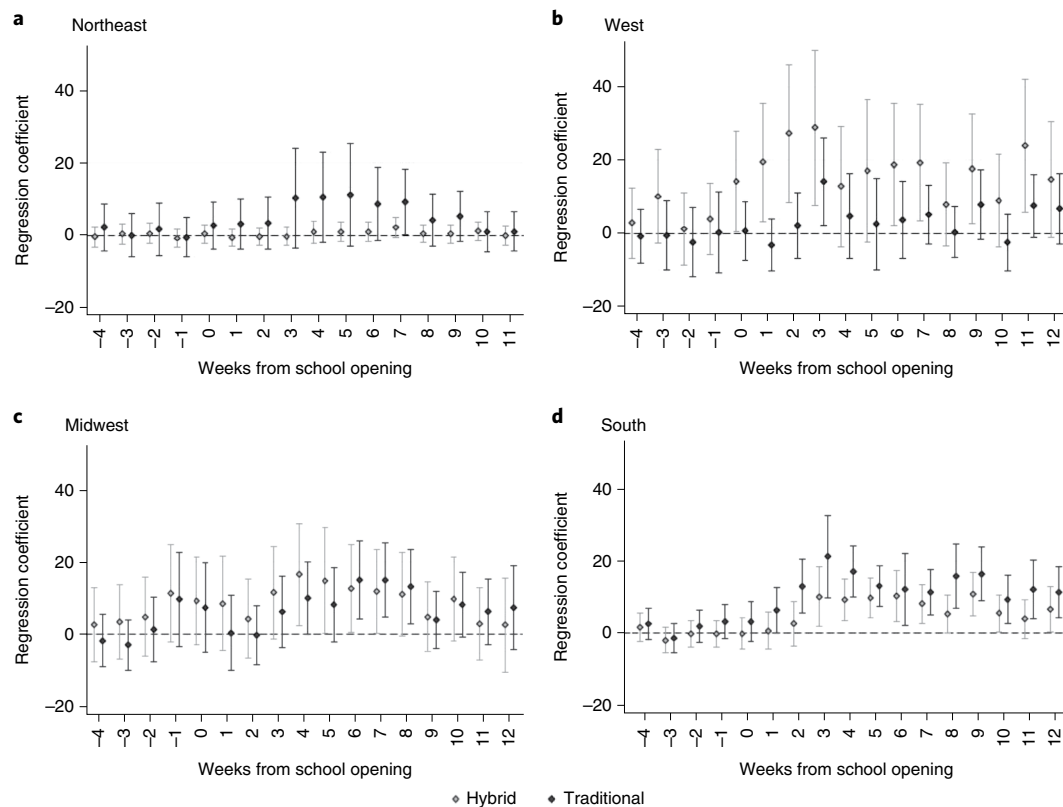 a
Northeast
Regression coefficient
40
20
0
–20
–4 –3 –2 –1 0 1 2 3 4 5 6 7 8 9 10 11
Weeks from school opening
b
West
Regression coefficient
40
20
0
–20
–4 –3 –2 –1 0 1 2 3 4 5 6 7 8 9 10 11 12
Weeks from school opening
c
Midwest
Regression coefficient
40
20
0
–20
–4 –3 –2 –1 0 1 2 3 4 5 6 7 8 9 10 11 12
Weeks from school opening
d
South
Regression coefficient
40
20
0
–20
–4 –3 –2 –1 0 1 2 3 4 5 6 7 8 9 10 11 12
Weeks from school opening
Hybrid Traditional